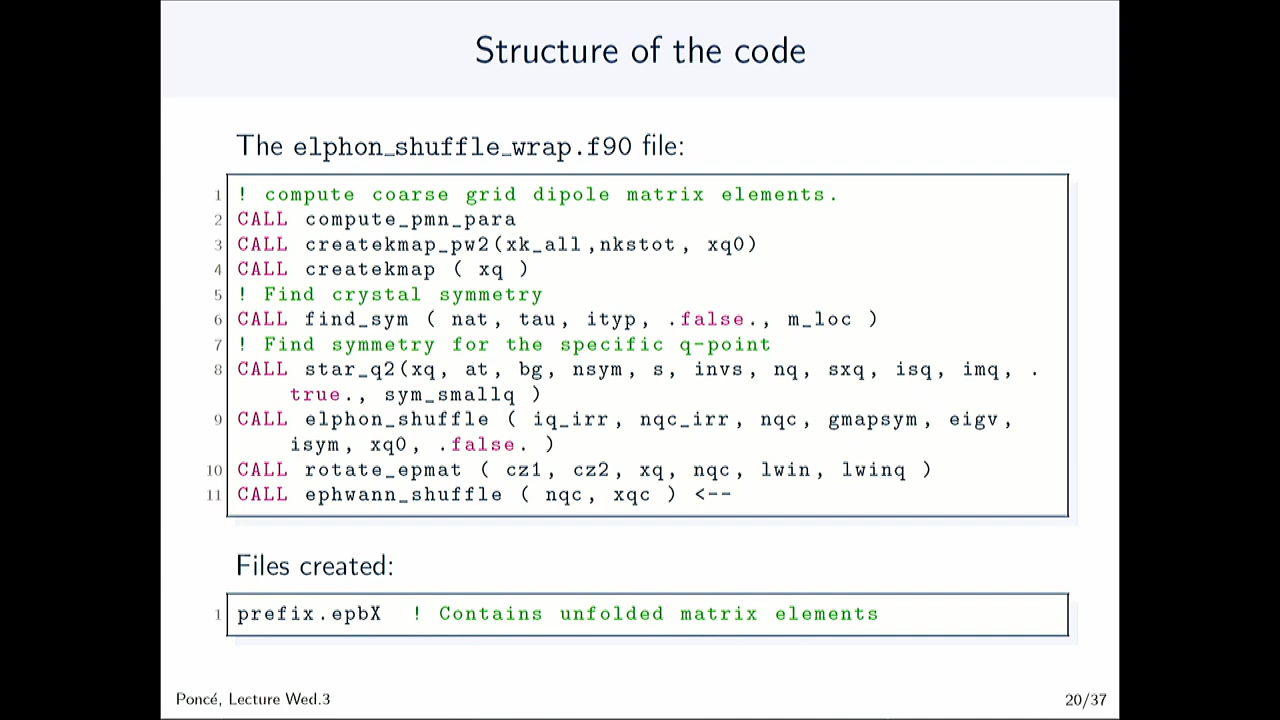 Structure of the code
The elphon_shuffle_wrap.f90 file:
1 ! compute coarse grid dipole matrix elements.
2 CALL compute_pmn_para
3 CALL createkmap_pw2(xk_all,nkstot, xq0)
4 CALL createkmap ( xq )
5 ! Find crystal symmetry
6 CALL find_sym ( nat, tau, ityp, .false., m_loc )
7 ! Find symmetry for the specific q-point
8 CALL star_q2(xq, at, bg, nsym, s, invs, nq, sxq, isq, imq, .
true., sym_smallq )
9 CALL elphon_shuffle ( iq_irr, nqc_irr, nqc, gmapsym, eigv,
isym, xq0, .false. )
10 CALL rotate_epmat ( cz1, cz2, xq, nqc, lwin, lwinq )
11 CALL ephwann_shuffle ( nqc, xqc ) <--
Files created:
1 prefix.epbX ! Contains unfolded matrix elements
Poncé, Lecture Wed.3 20/37